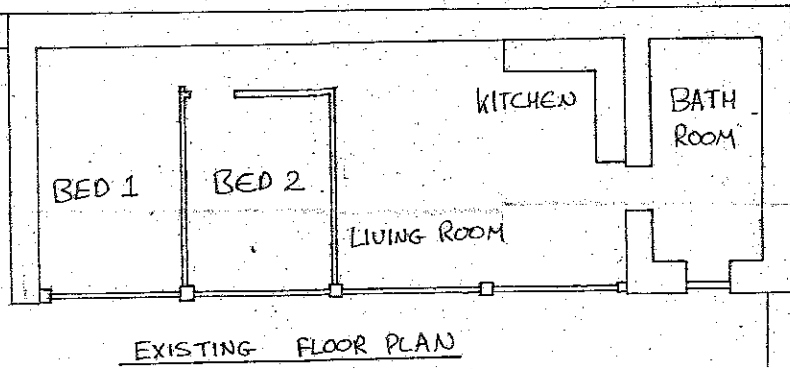 KITCHEN
BATH
ROOM
BED 1
BED 2
LIVING ROOM
EXISTING FLOOR PLAN